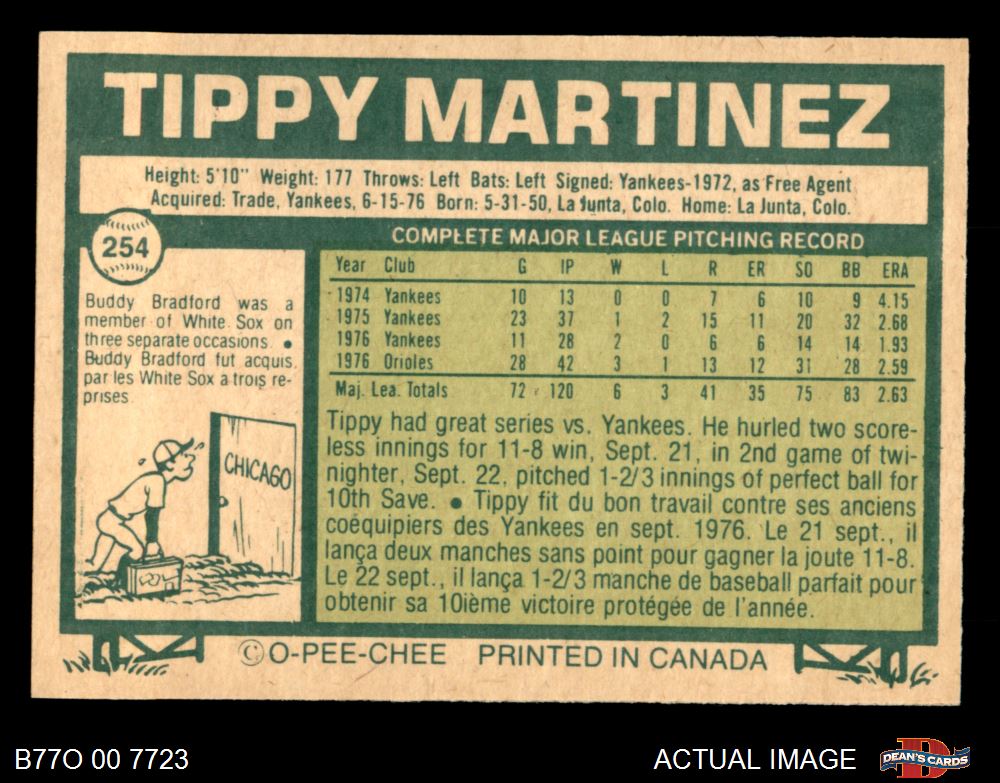 TIPPY MARTINEZ
Height: 5'10" Weight: 177 Throws: Left Bats: Left Signed: Yankees-1972, as Free Agent
Acquired: Trade, Yankees, 6-15-76 Born: 5-31-50, La Junta, Colo. Home: La Junta, Colo.
254
Buddy Bradford was a
member of White Sox on
three separate occasions. •
Buddy Bradford fut acquis
par les White Sox a trois re-
prises.
CHICAGO
COMPLETE MAJOR LEAGUE PITCHING RECORD
Year Club G IP W L R ER SO BB ERA
1974 Yankees 10 13 0 0 7 6 10 9 4.15
1975 Yankees 23 37 1 2 15 11 20 32 2.68
1976 Yankees 11 28 2 0 6 6 14 14 1.93
1976 Orioles 28 42 3 1 13 12 31 28 2.59
Maj. Lea. Totals 72 120 6 3 41 35 75 83 2.63
Tippy had great series vs. Yankees. He hurled two score-
less innings for 11-8 win, Sept. 21, in 2nd game of twi-
nighter, Sept. 22, pitched 1-2/3 innings of perfect ball for
10th Save. • Tippy fit du bon travail contre ses anciens
coéquipiers des Yankees en sept. 1976. Le 21 sept., il
lança deux manches sans point pour gagner la joute 11-8.
Le 22 sept., il lança 1-2/3 manche de baseball parfait pour
obtenir sa 10ième victoire protégée de l'année.
© O-PEE-CHEE PRINTED IN CANADA
B77O 00 7723
ACTUAL IMAGE
DEAN'S CARDS